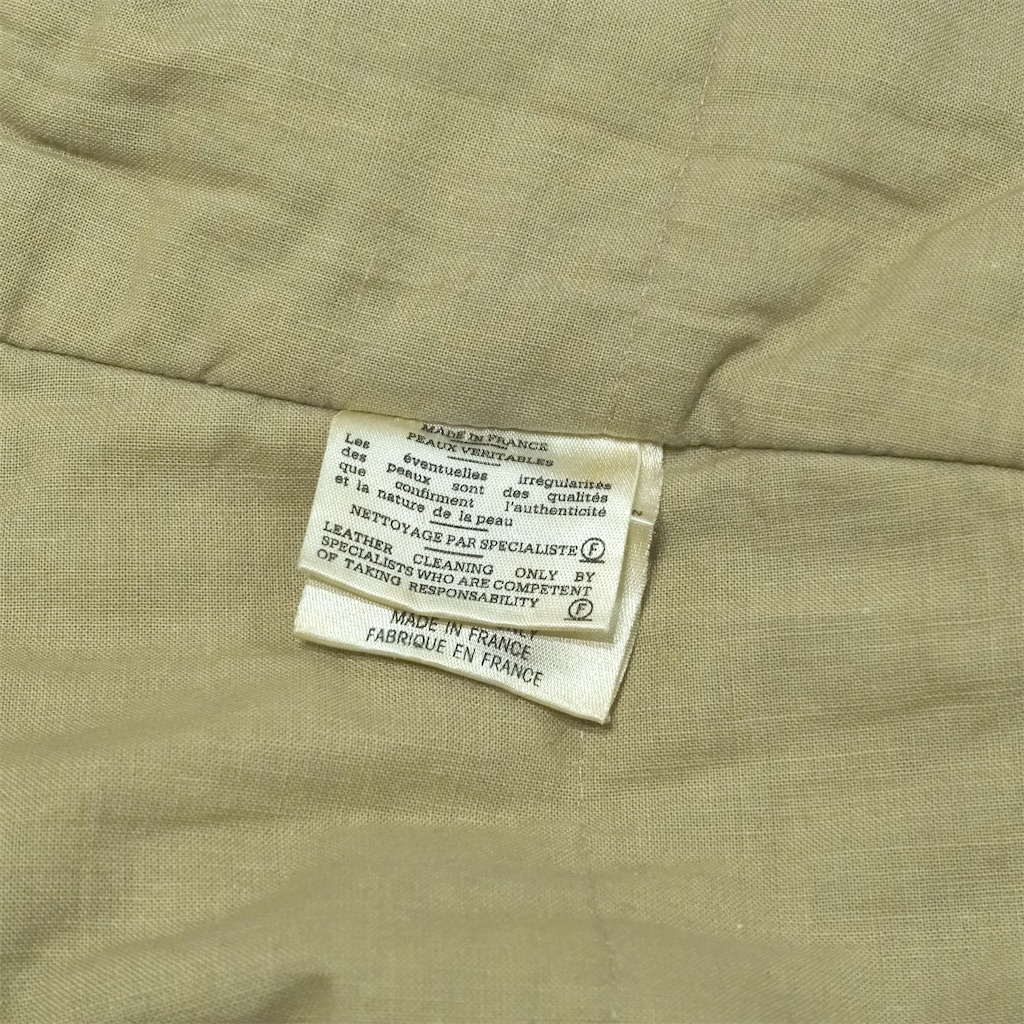 MADE IN FRANCE
PEAUX VERITABLES
Les éventuelles irrégularités
des peaux sont des qualités
que confirment l'authenticité
et la nature de la peau
NETTOYAGE PAR SPECIALISTE F
LEATHER CLEANING ONLY BY
SPECIALISTS WHO ARE COMPETENT
OF TAKING RESPONSABILITY F
MADE IN FRANCE
FABRIQUE EN FRANCE